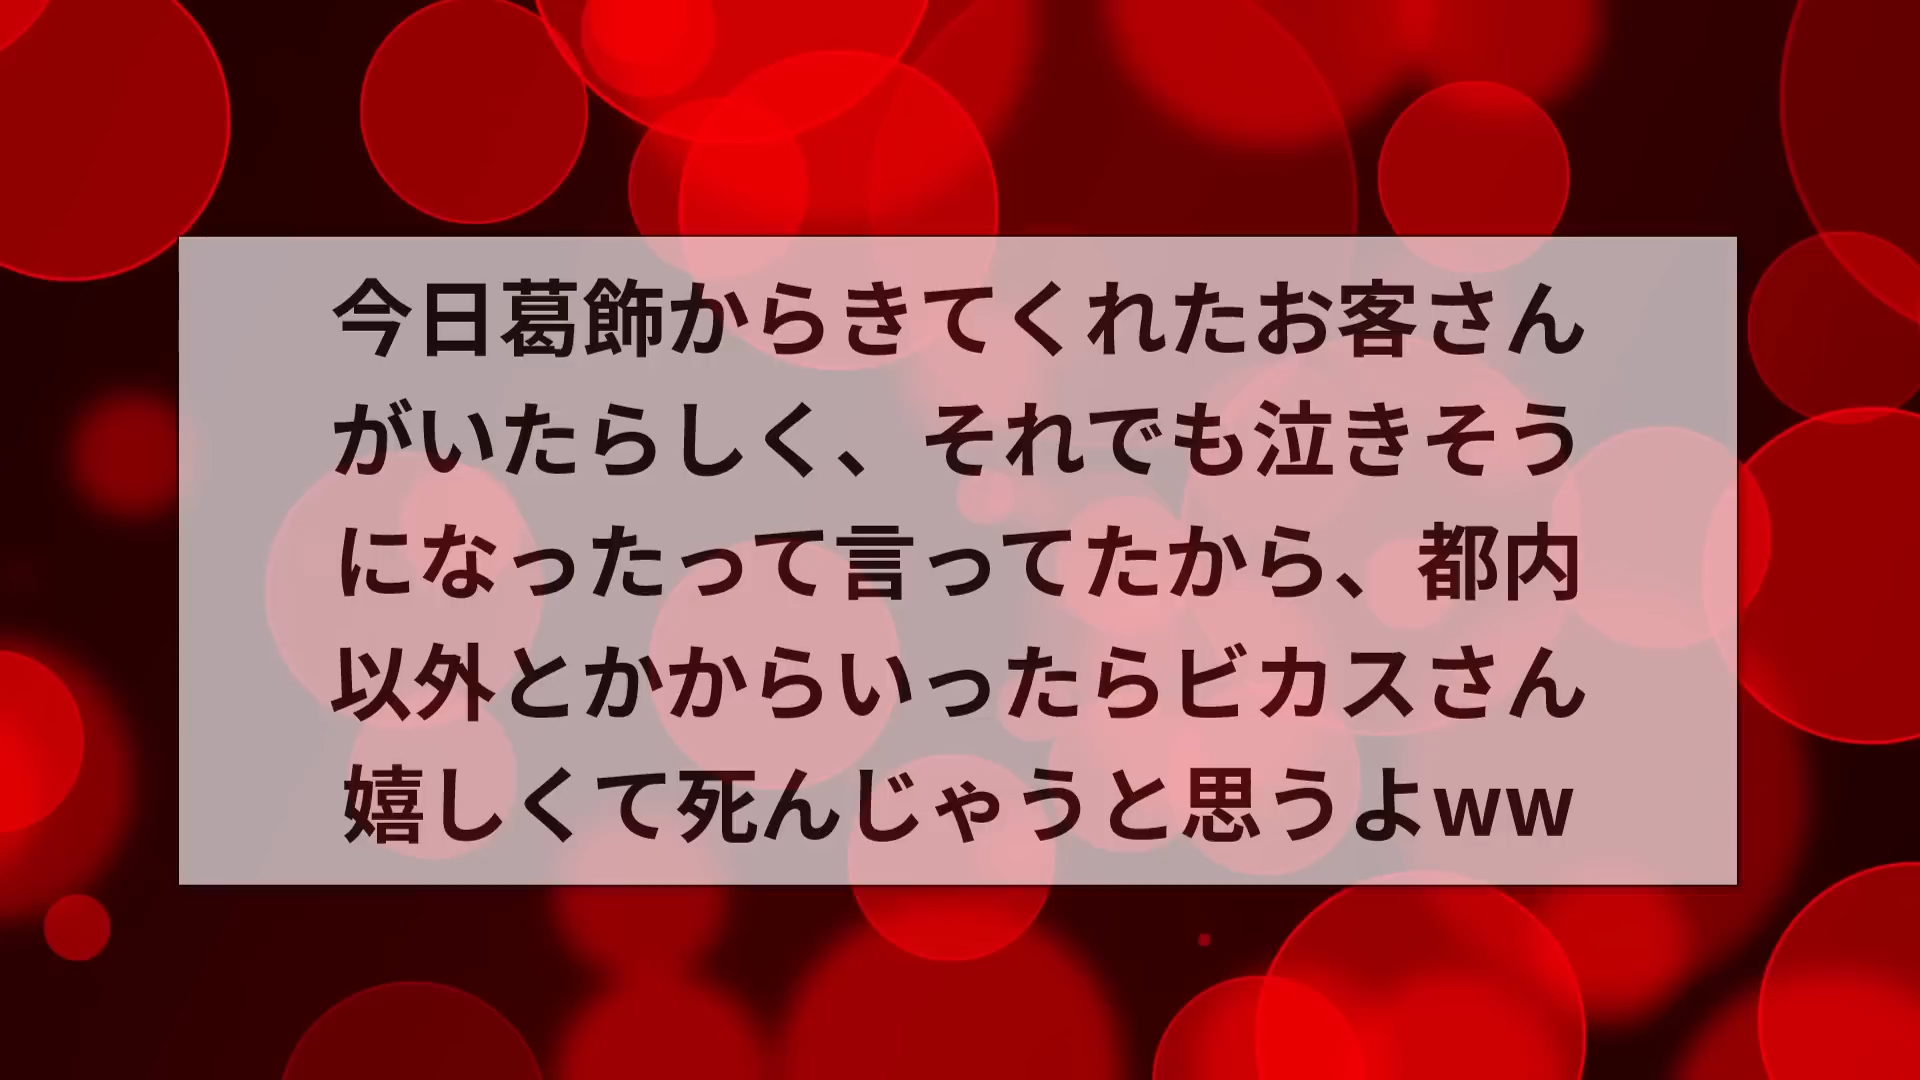 今日葛飾からきてくれたお客さん
がいたらしく、それでも泣きそう
になったって言ってたから、都内
以外とかからいったらビカスさん
嬉しくて死んじゃうと思うよww